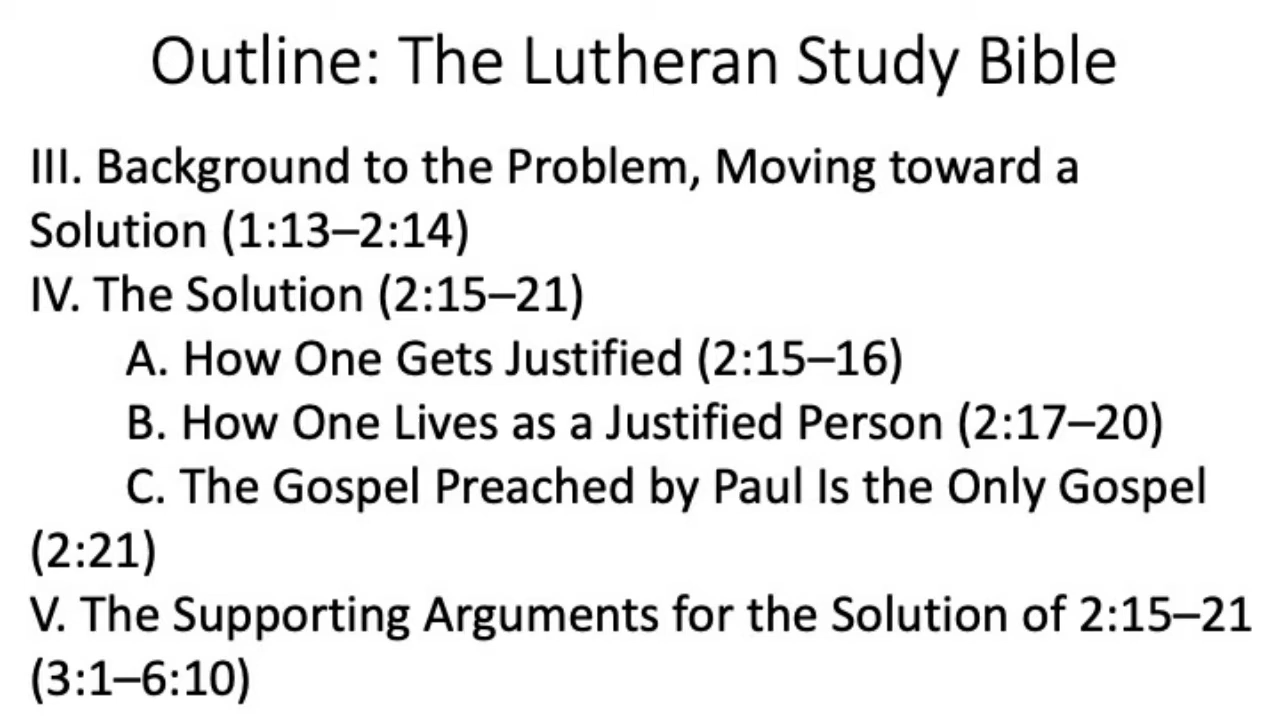 Outline: The Lutheran Study Bible
III. Background to the Problem, Moving toward a
Solution (1:13–2:14)
IV. The Solution (2:15–21)
A. How One Gets Justified (2:15–16)
B. How One Lives as a Justified Person (2:17–20)
C. The Gospel Preached by Paul Is the Only Gospel
(2:21)
V. The Supporting Arguments for the Solution of 2:15–21
(3:1–6:10)